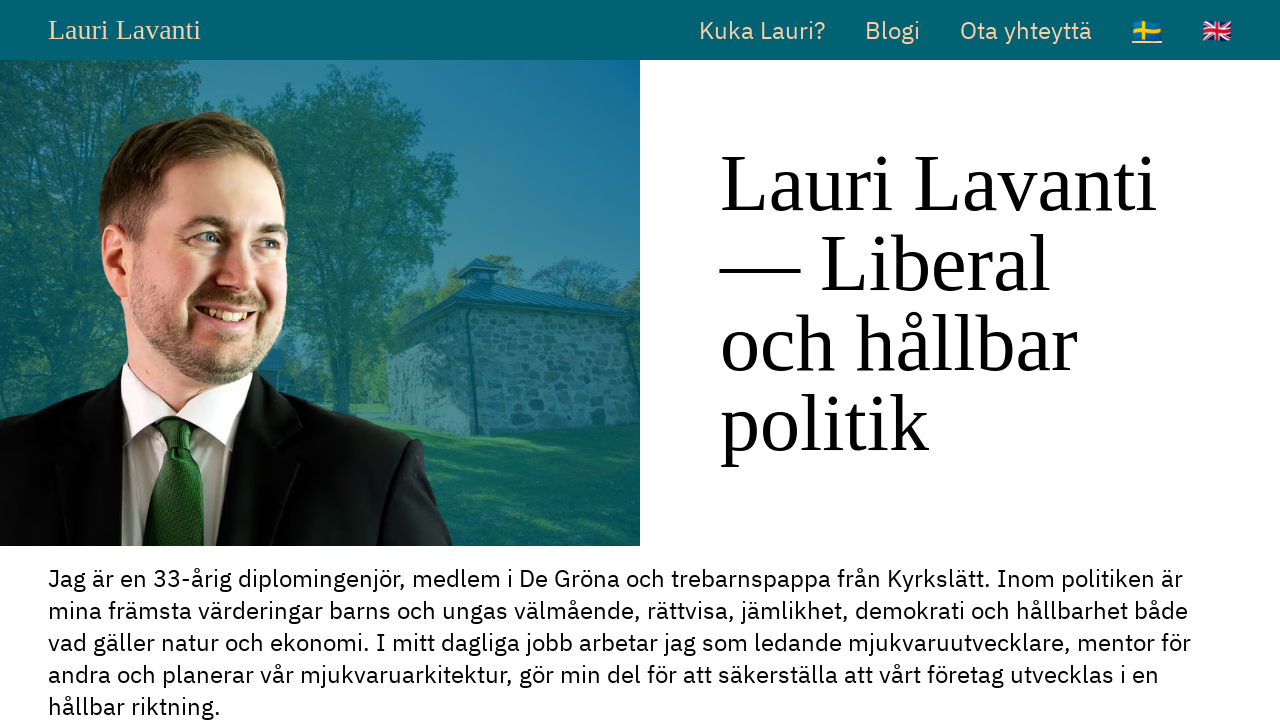 Lauri Lavanti
Kuka Lauri?
Blogi
Ota yhteyttä
Lauri Lavanti
— Liberal
och hållbar
politik
Jag är en 33-årig diplomingenjör, medlem i De Gröna och trebarnspappa från Kyrkslätt. Inom politiken är
mina främsta värderingar barns och ungas välmående, rättvisa, jämlikhet, demokrati och hållbarhet både
vad gäller natur och ekonomi. I mitt dagliga jobb arbetar jag som ledande mjukvaruutvecklare, mentor för
andra och planerar vår mjukvaruarkitektur, gör min del för att säkerställa att vårt företag utvecklas i en
hållbar riktning.